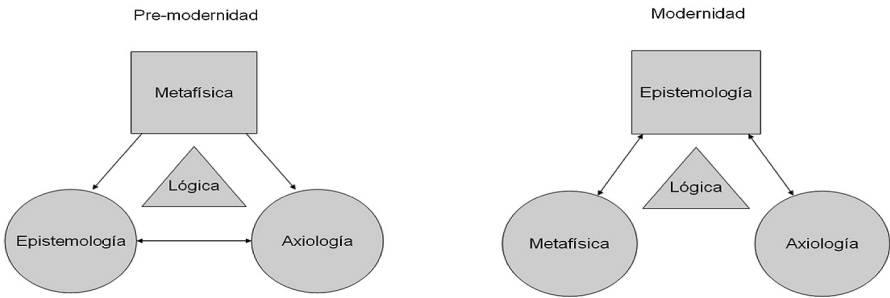 Pre-modernidad
Metafísica
Lógica
Epistemología
Axiología
Modernidad
Epistemología
Lógica
Metafísica
Axiología